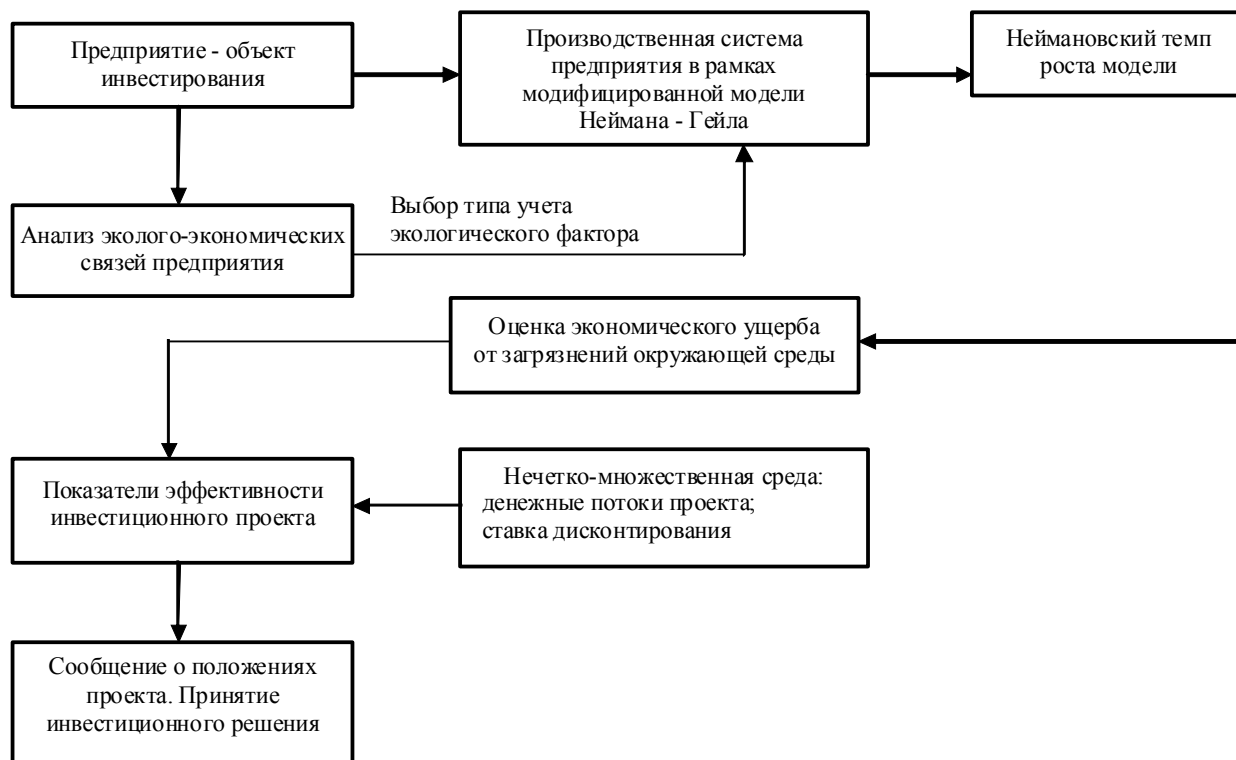 Предприятие - объект
инвестирования
Производственная система
предприятия в рамках
модифицированной модели
Неймана - Гейла
Неймановский темп
роста модели
Анализ эколого-экономических
связей предприятия
Выбор типа учета
экологического фактора
Оценка экономического ущерба
от загрязнений окружающей среды
Показатели эффективности
инвестиционного проекта
Нечетко-множественная среда:
денежные потоки проекта;
ставка дисконтирования
Сообщение о положениях
проекта. Принятие
инвестиционного решения